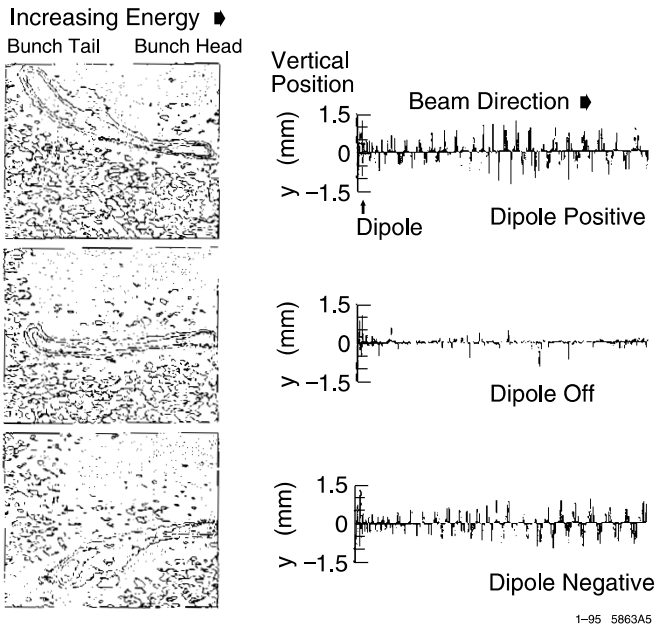 Increasing Energy
Bunch Tail Bunch Head
Vertical
Position
Beam Direction
1.5
0
−1.5
y (mm)
Dipole
Dipole Positive
1.5
0
−1.5
y (mm)
Dipole Off
1.5
0
−1.5
y (mm)
Dipole Negative
1–95 5863A5